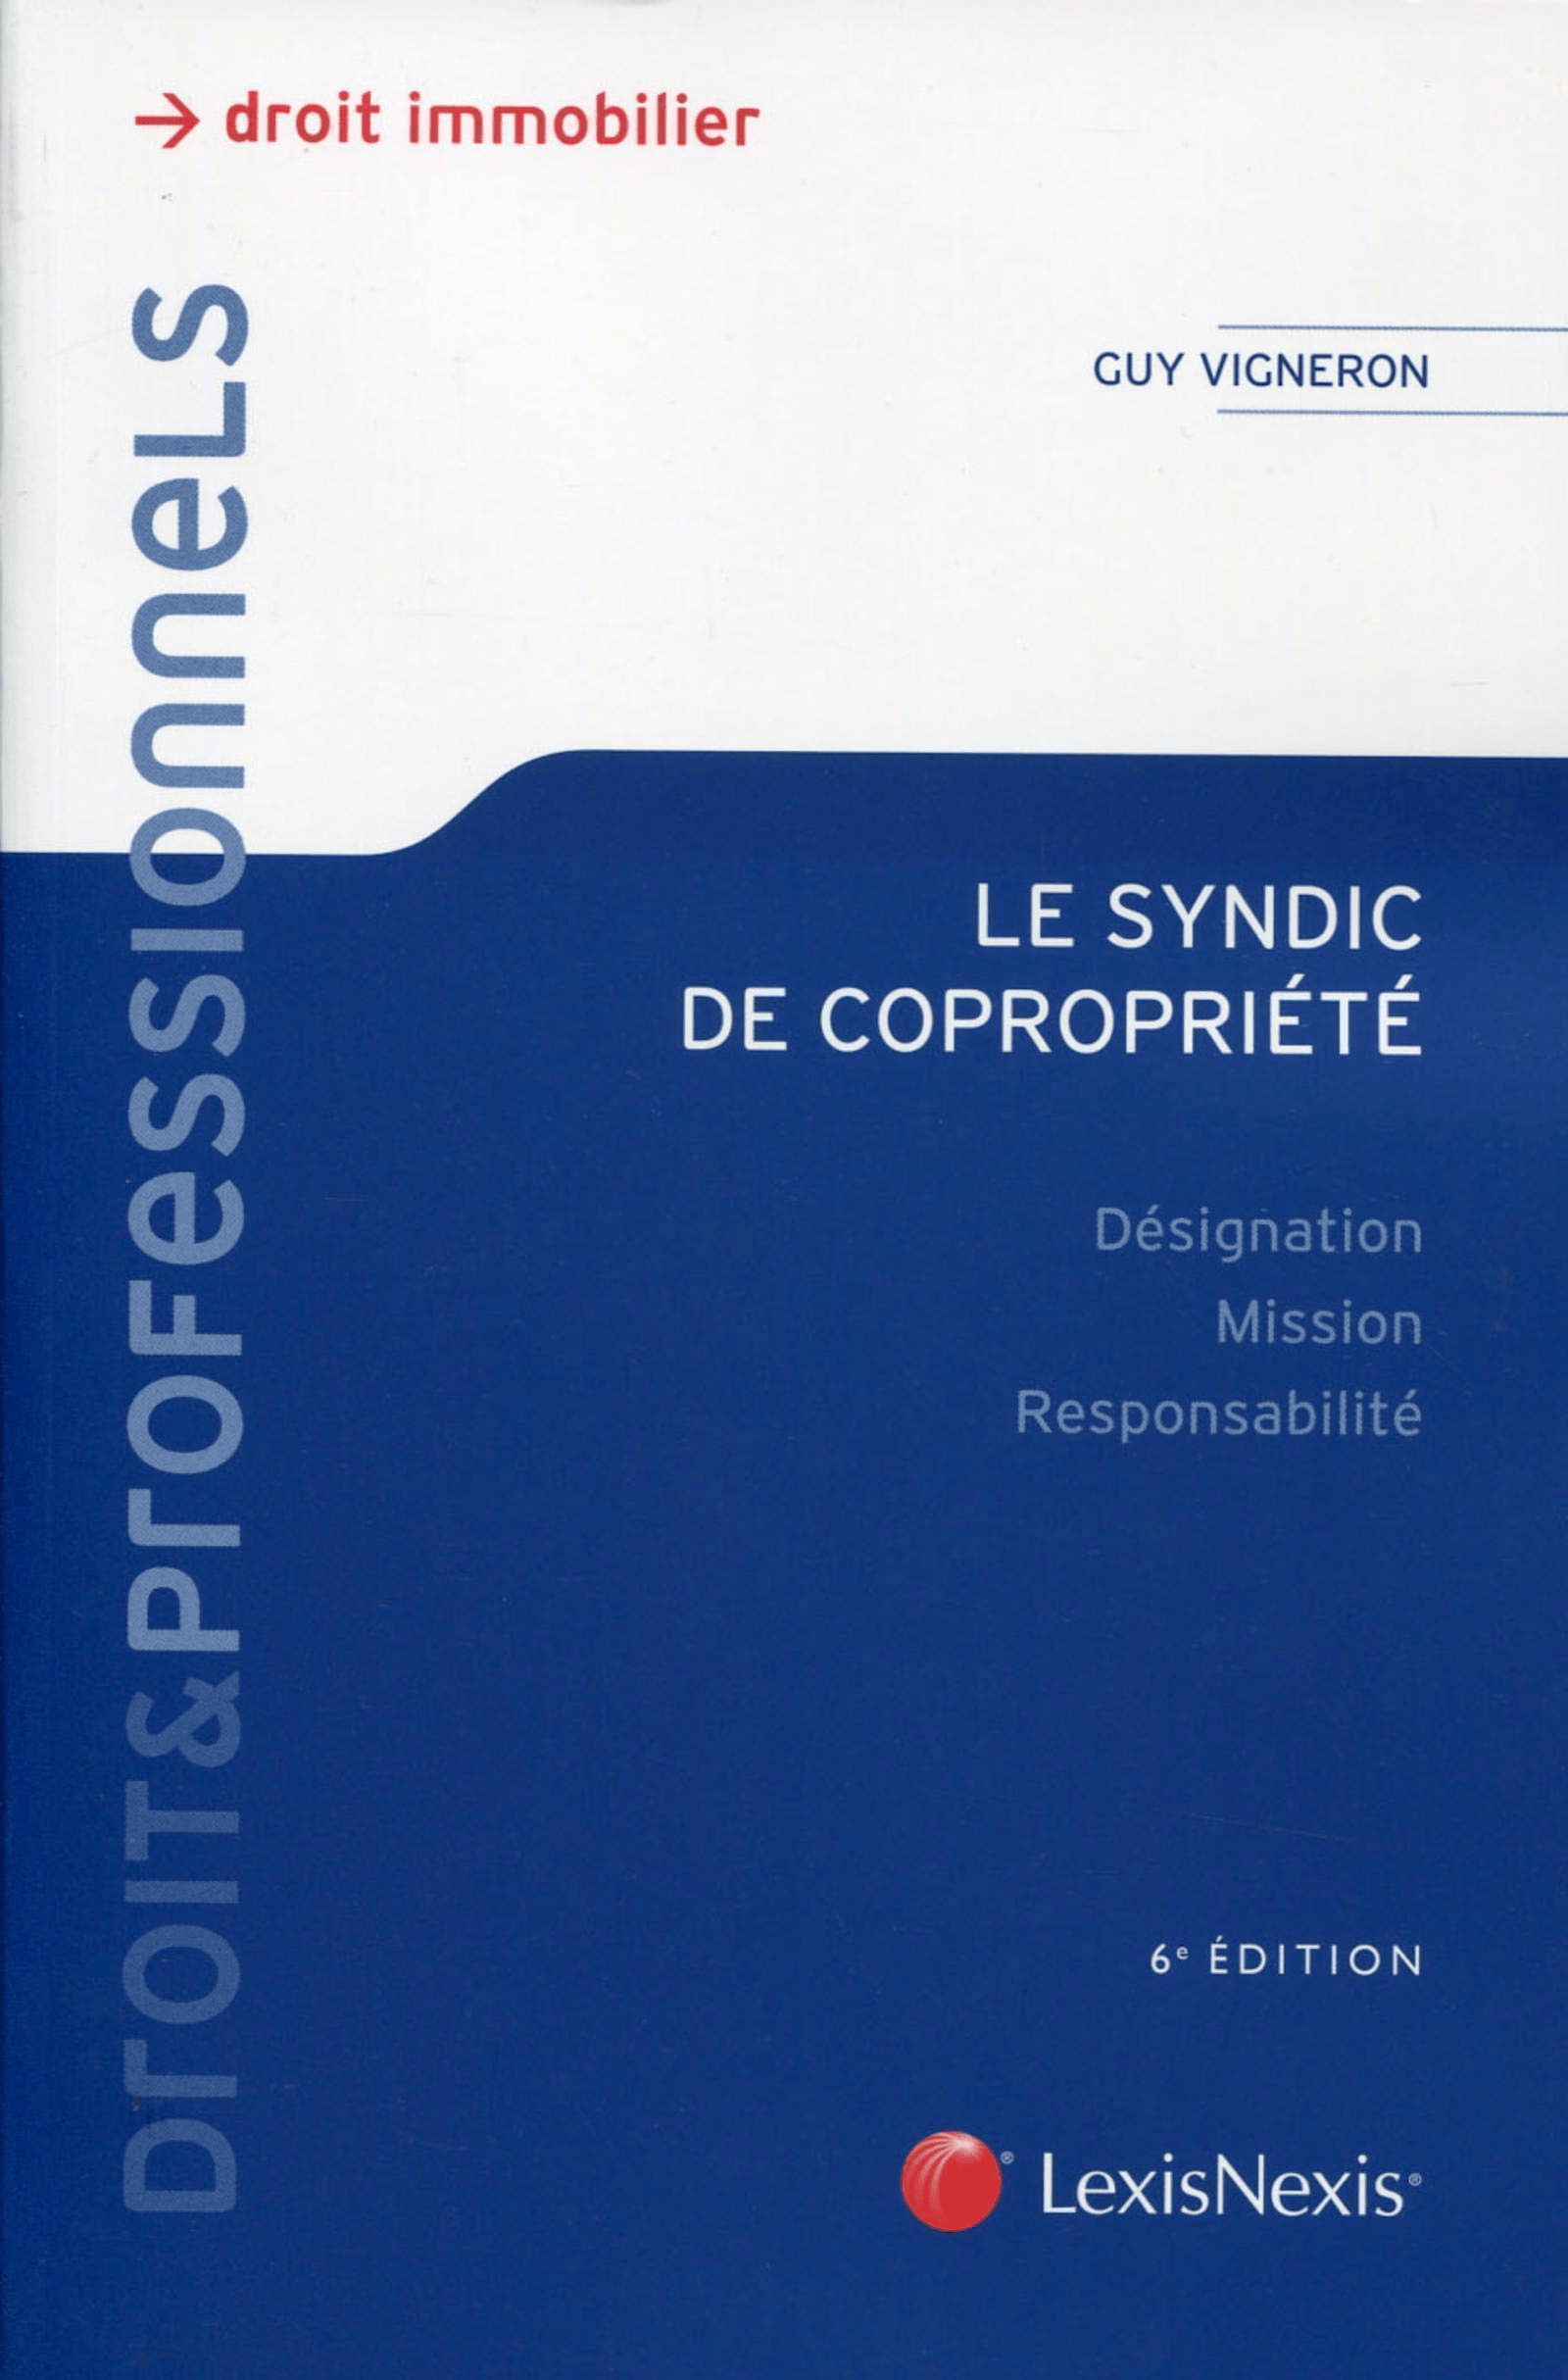 → droit immobilier
GUY VIGNERON
DrOIT&PrOFessIOnneLS
LE SYNDIC
DE COPROPRIÉTÉ
Désignation
Mission
Responsabilité
6e ÉDITION
® LexisNexis®